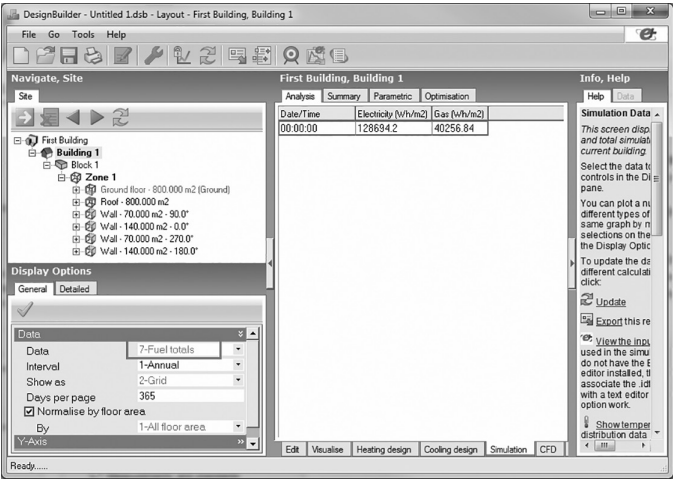 DesignBuilder - Untitled 1.dsb - Layout - First Building, Building 1
File Go Tools Help
Navigate, Site
Site
First Building
Building 1
Block 1
Zone 1
Ground floor - 800.000 m2 (Ground)
Roof - 800.000 m2
Wall - 70.000 m2 - 90.0°
Wall - 140.000 m2 - 0.0°
Wall - 70.000 m2 - 270.0°
Wall - 140.000 m2 - 180.0°
Display Options
General Detailed
Data
Data 7-Fuel totals
Interval 1-Annual
Show as 2-Grid
Days per page 365
Normalise by floor area
By 1-All floor area
Y-Axis
First Building, Building 1
Analysis Summary Parametric Optimisation
Date/Time Electricity (Wh/m2) Gas (Wh/m2)
00:00:00 128694.2 40256.84
Edit Visualise Heating design Cooling design Simulation CFD
Info, Help
Help Data
Simulation Data
This screen disp
and total simulati
current building.
Select the data to
controls in the Di
pane.
You can plot a nu
different types of
same graph by m
selections on the
the Display Optic
To update the da
different calculati
click:
Update
Export this re
View the inpu
used in the simu
do not have the E
editor installed, t
associate the .idf
with a text editor
option work.
Show temper
distribution data
Ready......